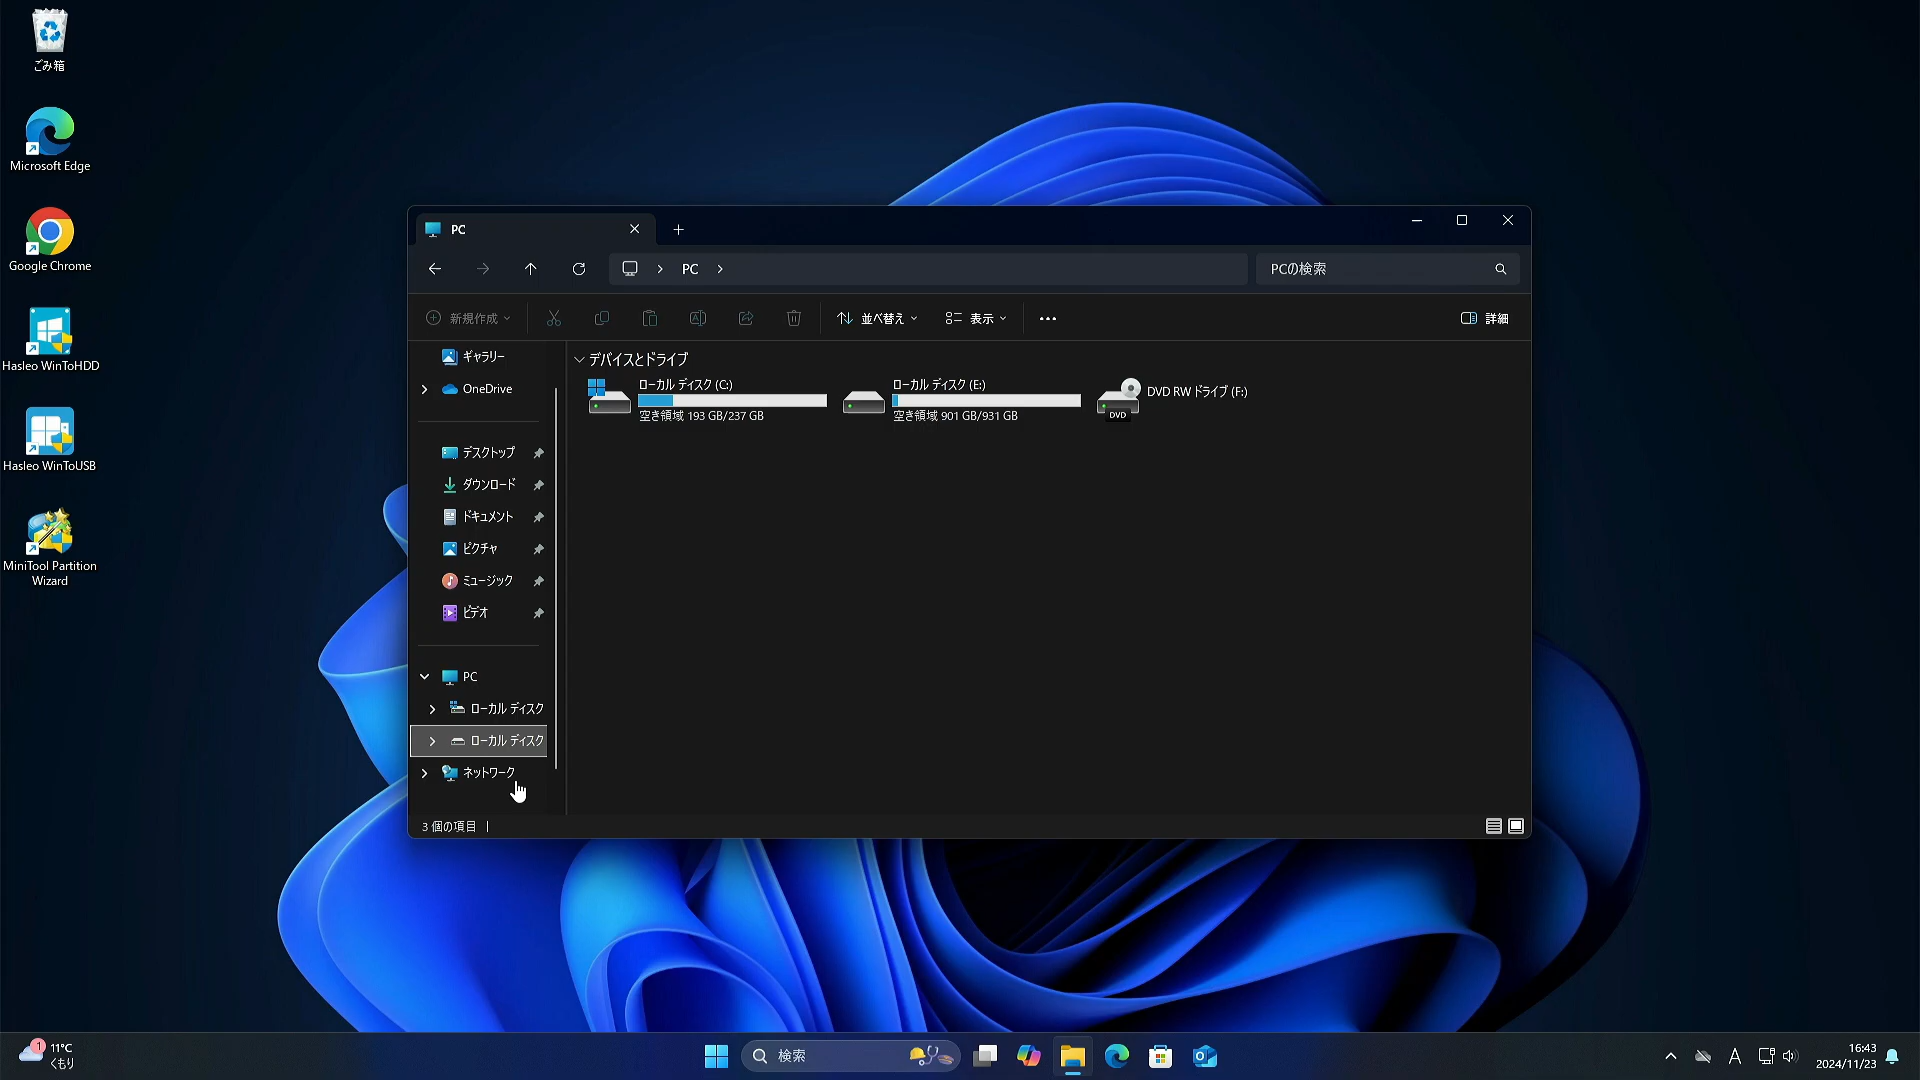 ごみ箱
Microsoft Edge
Google Chrome
Hasleo WinToHDD
Hasleo WinToUSB
MiniTool Partition
Wizard
PC
PC
PCの検索
新規作成
並べ替え
表示
詳細
ギャラリー
OneDrive
デスクトップ
ダウンロード
ドキュメント
ピクチャ
ミュージック
ビデオ
PC
ローカル ディスク
ローカル ディスク
ネットワーク
デバイスとドライブ
ローカル ディスク (C:)
空き領域 193 GB/237 GB
ローカル ディスク (E:)
空き領域 901 GB/931 GB
DVD
DVD RW ドライブ (F:)
3 個の項目
1
11°C
くもり
検索
A
16:43
2024/11/23